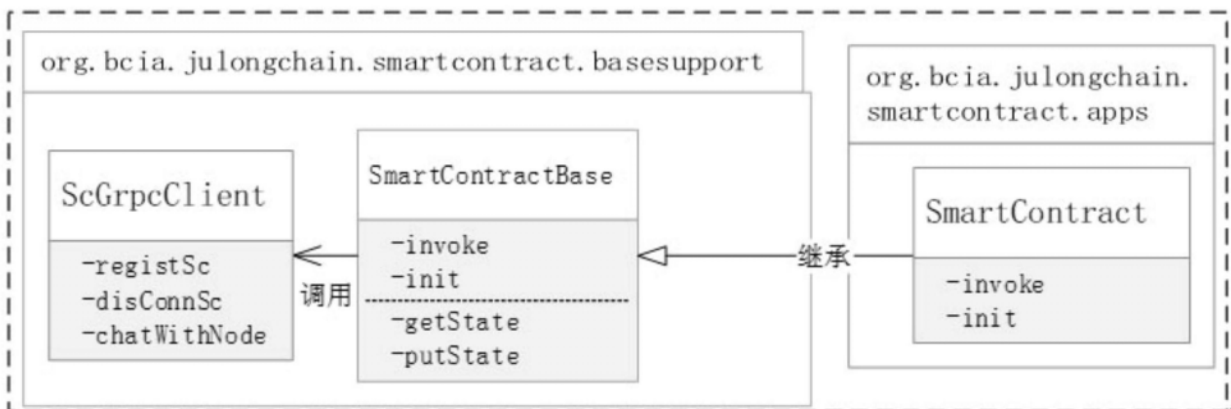 org.bcia.julongchain.smartcontract.basesupport
org.bcia.julongchain.
smartcontract.apps
ScGrpcClient
-registSc
-disConnSc
-chatWithNode
调用
SmartContractBase
-invoke
-init
-getState
-putState
继承
SmartContract
-invoke
-init